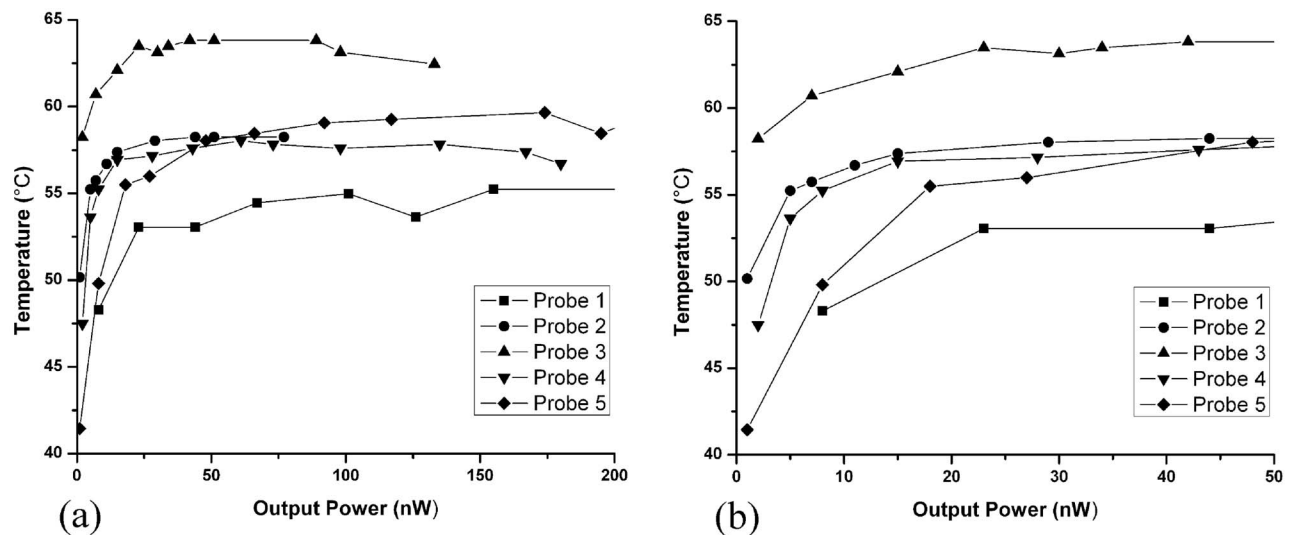 65
60
55
50
45
40
Temperature (°C)
Probe 1
Probe 2
Probe 3
Probe 4
Probe 5
0 50 100 150 200
Output Power (nW)
(a)
65
60
55
50
45
40
Temperature (°C)
Probe 1
Probe 2
Probe 3
Probe 4
Probe 5
0 10 20 30 40 50
Output Power (nW)
(b)